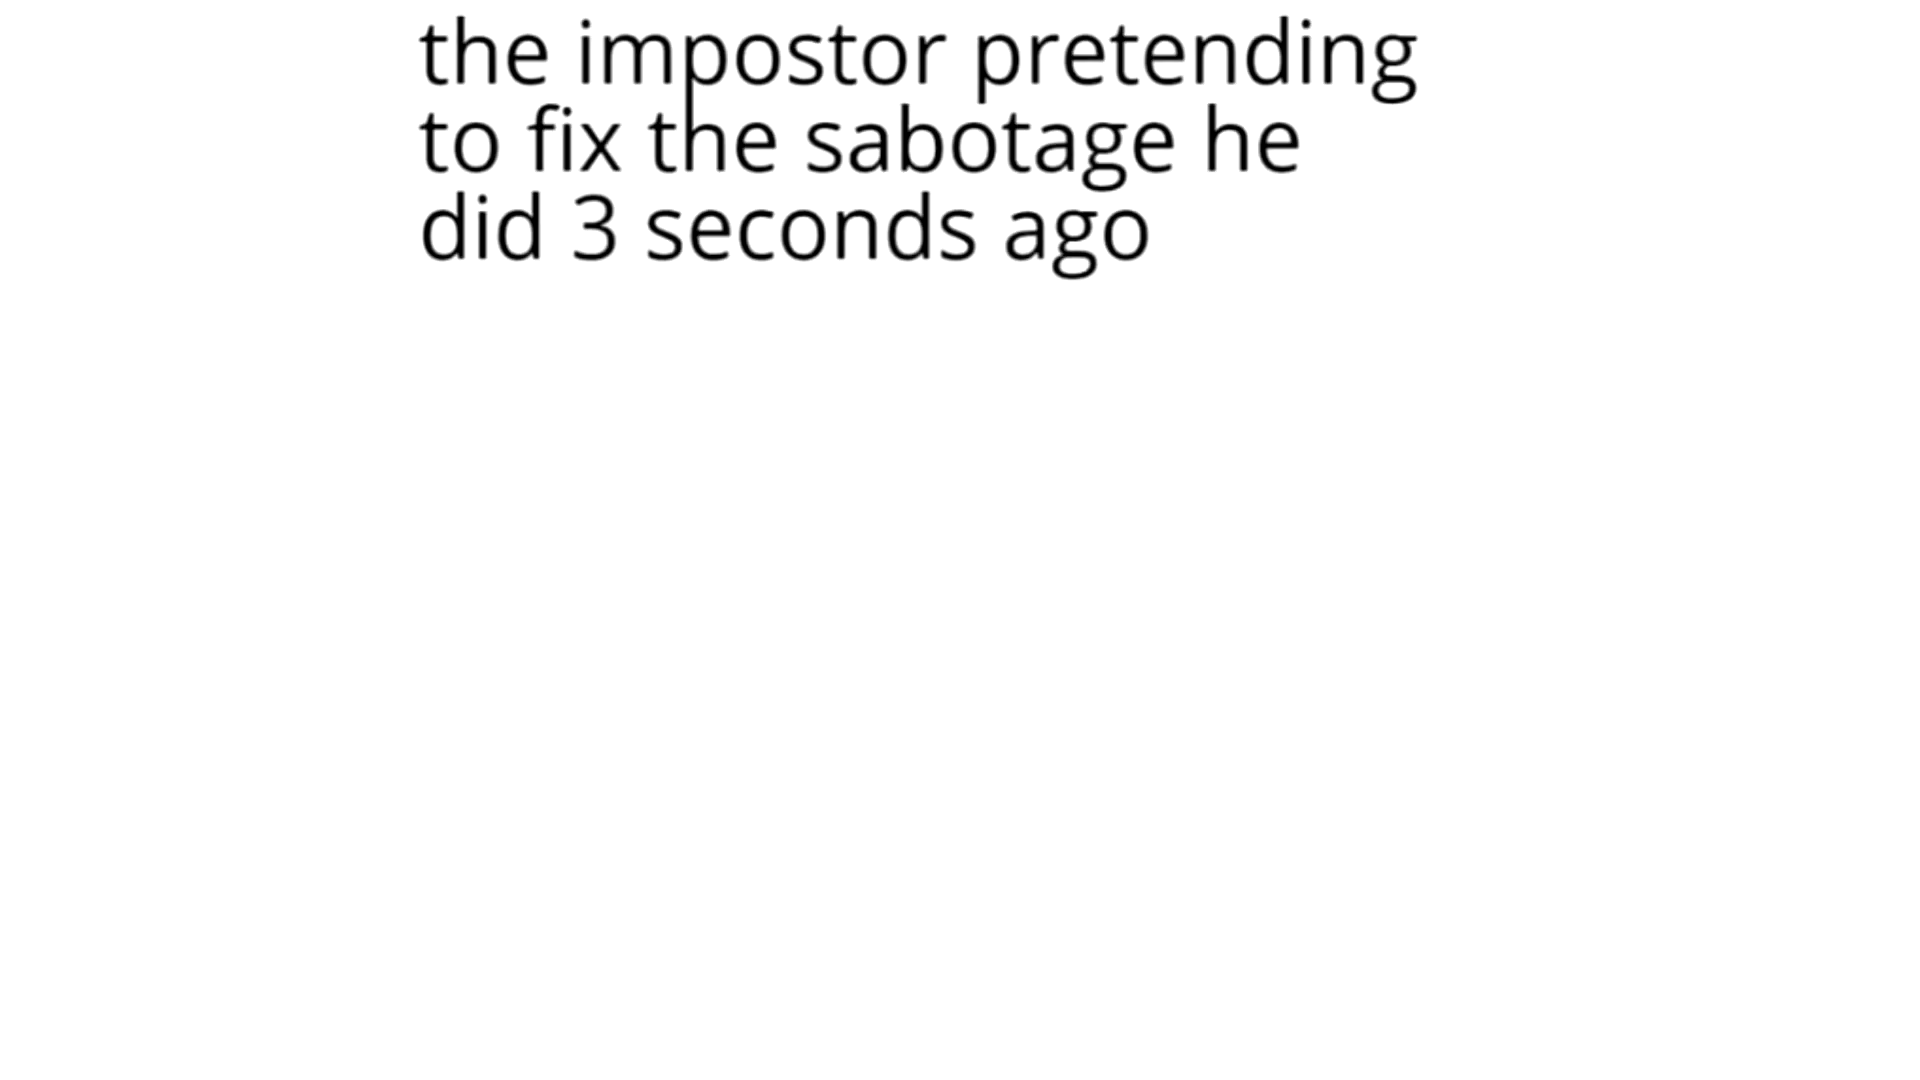 the impostor pretending
to fix the sabotage he
did 3 seconds ago